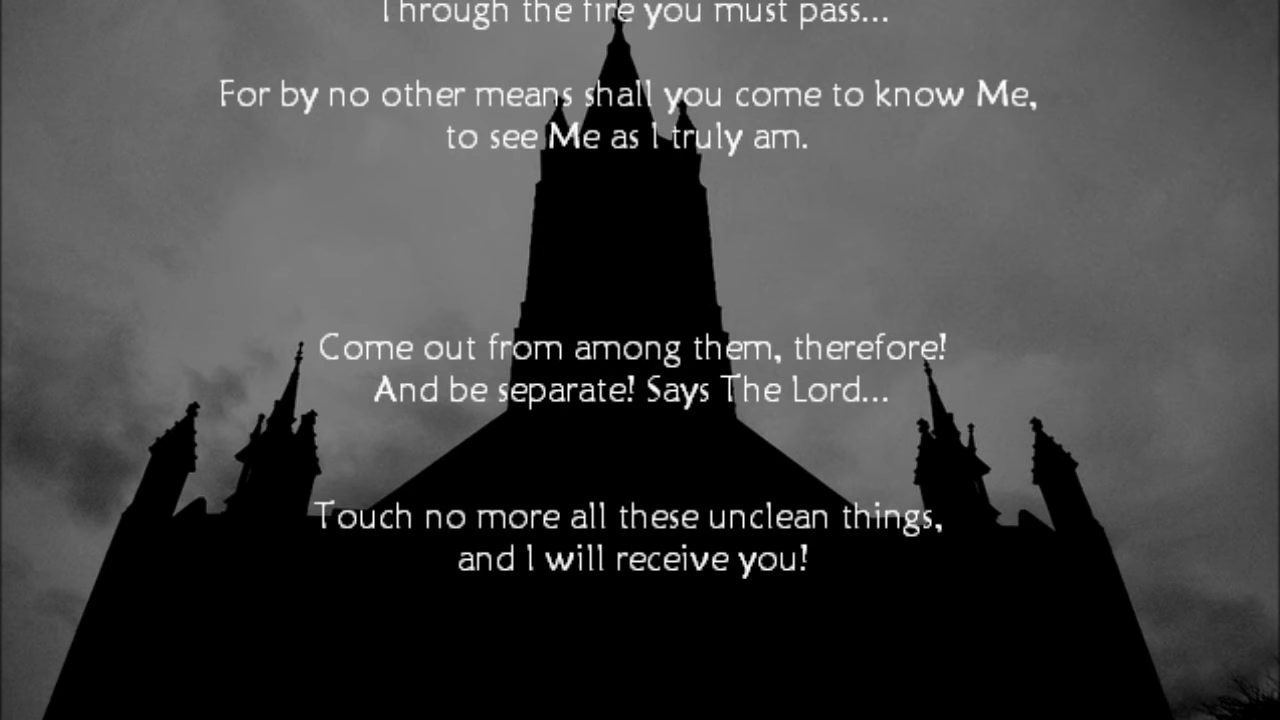 Through the fire you must pass...
For by no other means shall you come to know Me,
to see Me as I truly am.
Come out from among them, therefore!
And be separate! Says The Lord...
Touch no more all these unclean things,
and I will receive you!